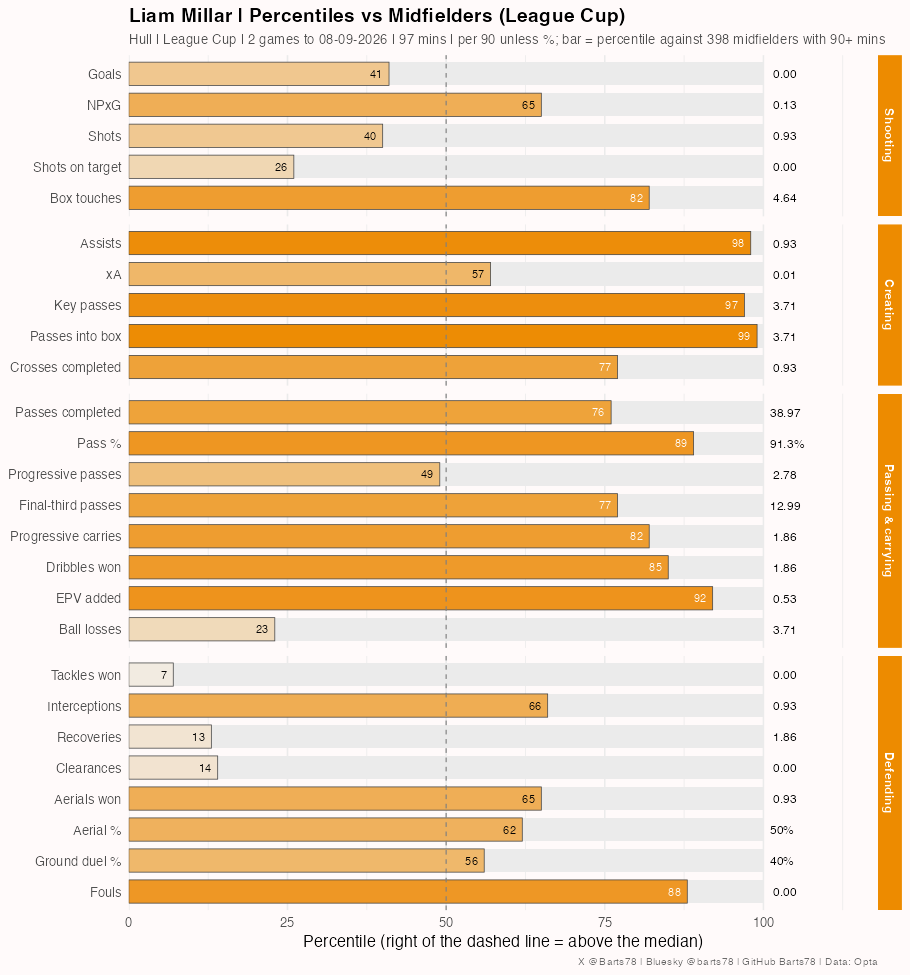 Liam Millar | Percentiles vs Midfielders (League Cup)
Hull | League Cup | 2 games to 08-09-2026 | 97 mins | per 90 unless %; bar = percentile against 398 midfielders with 90+ mins
Goals 41 0.00
NPxG 65 0.13
Shots 40 0.93
Shots on target 26 0.00
Box touches 82 4.64
Shooting
Assists 98 0.93
xA 57 0.01
Key passes 97 3.71
Passes into box 99 3.71
Crosses completed 77 0.93
Creating
Passes completed 76 38.97
Pass % 89 91.3%
Progressive passes 49 2.78
Final-third passes 77 12.99
Progressive carries 82 1.86
Dribbles won 85 1.86
EPV added 92 0.53
Ball losses 23 3.71
Passing & carrying
Tackles won 7 0.00
Interceptions 66 0.93
Recoveries 13 1.86
Clearances 14 0.00
Aerials won 65 0.93
Aerial % 62 50%
Ground duel % 56 40%
Fouls 88 0.00
Defending
0 25 50 75 100
Percentile (right of the dashed line = above the median)
X @Barts78 | Bluesky @barts78 | GitHub Barts78 | Data: Opta